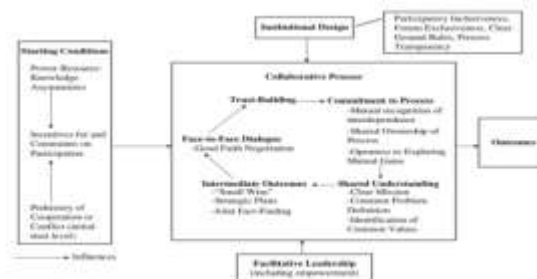 Institutional Design
Participatory Inclusiveness,
Forum Exclusiveness, Clear
Ground Rules, Process
Transparency
Starting Conditions
Power-Resource-
Knowledge
Asymmetries
Incentives for and
Constraints on
Participation
Prehistory of
Cooperation or
Conflict (initial
trust level)
Influences
Collaborative Process
Trust-Building
Commitment to Process
-Mutual recognition of
interdependence
-Shared Ownership of
Process
-Openness to Exploring
Mutual Gains
Face-to-Face Dialogue
-Good Faith Negotiation
Intermediate Outcomes
-"Small Wins"
-Strategic Plans
-Joint Fact-Finding
Shared Understanding
-Clear Mission
-Common Problem
Definition
-Identification of
Common Values
Outcomes
Facilitative Leadership
(including empowerment)